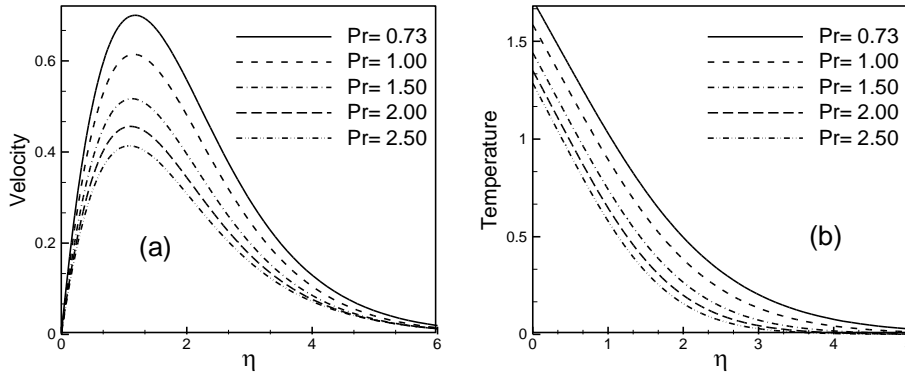 Velocity
0
0.2
0.4
0.6
0
2
4
6
η
Pr= 0.73
Pr= 1.00
Pr= 1.50
Pr= 2.00
Pr= 2.50
(a)
Temperature
0
0.5
1
1.5
0
1
2
3
4
5
η
Pr= 0.73
Pr= 1.00
Pr= 1.50
Pr= 2.00
Pr= 2.50
(b)